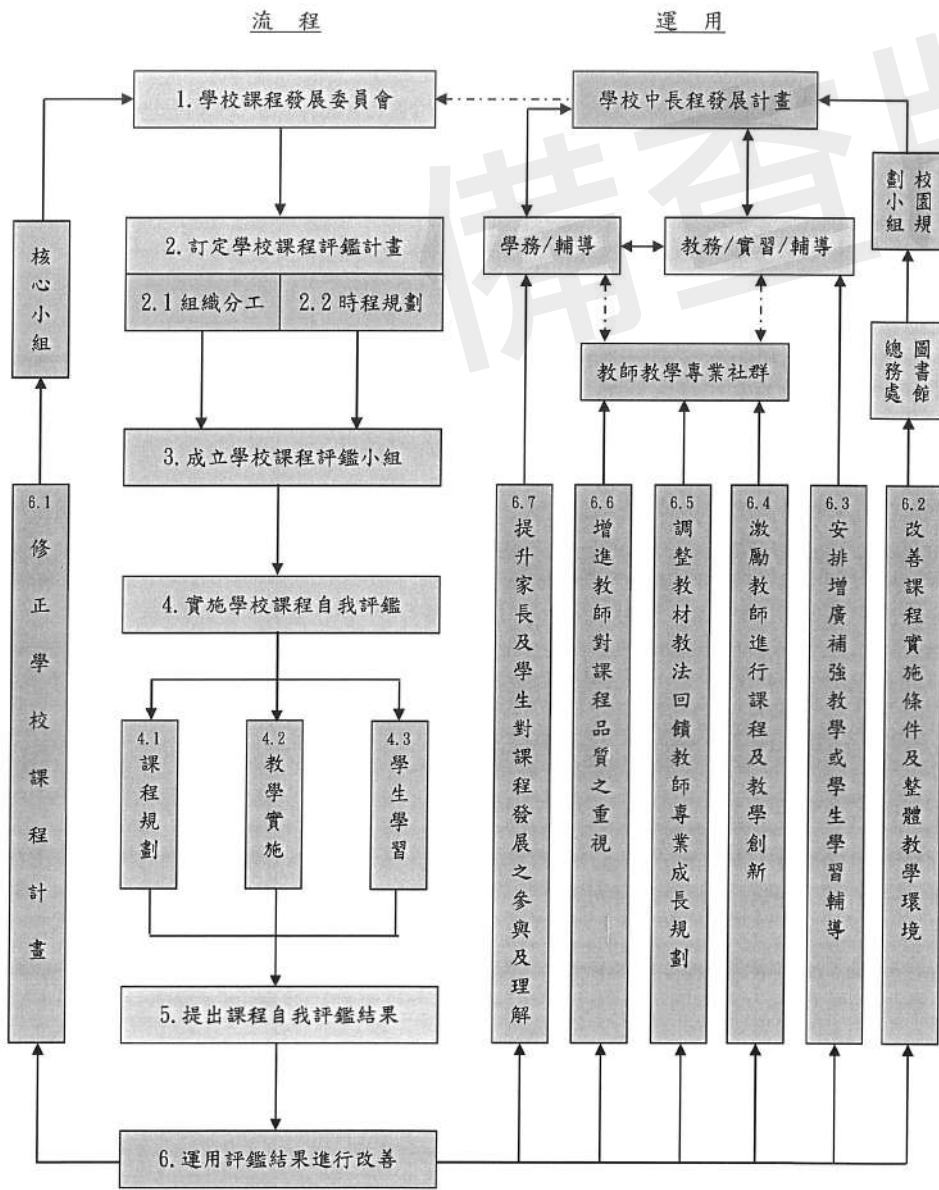 流程
運用
1.學校課程發展委員會
學校中長程發展計畫
校園規
劃小組
核心小組
2.訂定學校課程評鑑計畫
學務/輔導
教務/實習/輔導
2.1組織分工
2.2時程規劃
圖書館
總務處
教師教學專業社群
3.成立學校課程評鑑小組
6.1
修正學校課程計畫
6.7
提升家長及學生對課程發展之參與及理解
6.6
增進教師對課程品質之重視
6.5
調整教材教法回饋教師專業成長規劃
6.4
激勵教師進行課程及教學創新
6.3
安排增廣補強教學或學生學習輔導
6.2
改善課程實施條件及整體教學環境
4.實施學校課程自我評鑑
4.1
課程規劃
4.2
教學實施
4.3
學生學習
5.提出課程自我評鑑結果
6.運用評鑑結果進行改善
備查